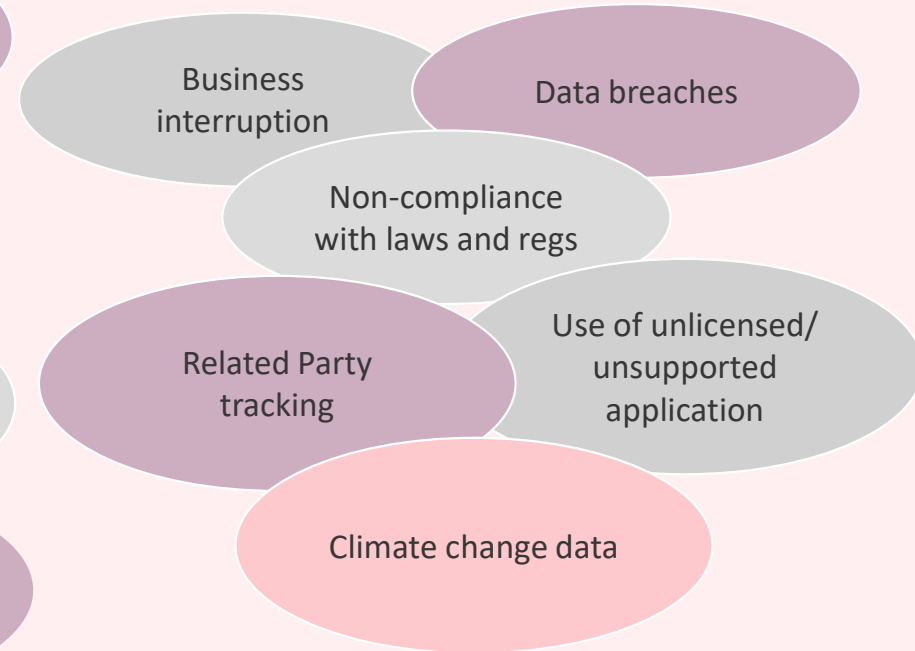 Business
interruption
Data breaches
Non-compliance
with laws and regs
Use of unlicensed/
unsupported
application
Related Party
tracking
Climate change data